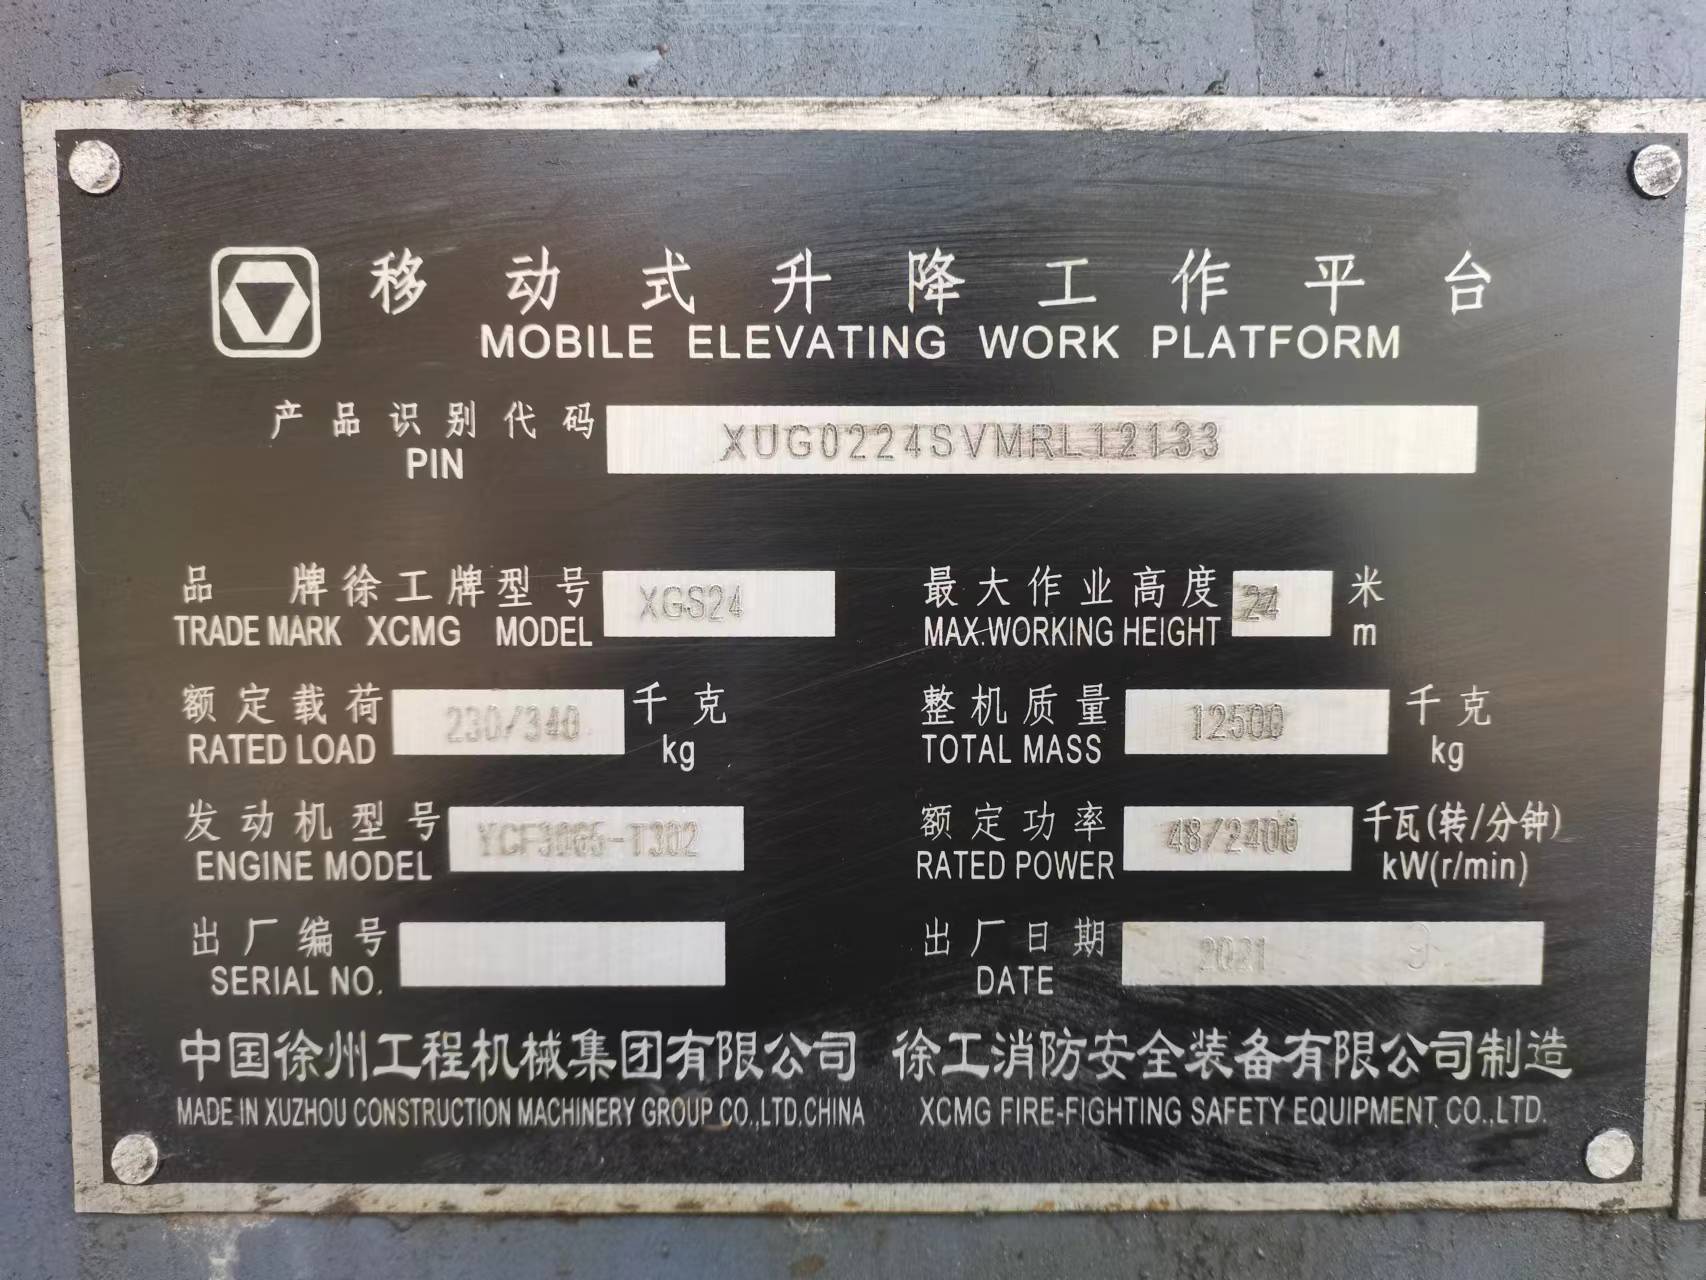 移动式升降工作平台
MOBILE ELEVATING WORK PLATFORM
产品识别代码 XUG0224SVMRL12133
PIN
品 牌 徐工牌 型号 XGS24 最大作业高度 24 米
TRADE MARK XCMG MODEL MAX.WORKING HEIGHT m
额定载荷 230/340 千克 整机质量 12500 千克
RATED LOAD kg TOTAL MASS kg
发动机型号 YCF3065-T302 额定功率 48/2400 千瓦(转/分钟)
ENGINE MODEL RATED POWER kW(r/min)
出厂编号 出厂日期 2021 3
SERIAL NO. DATE
中国徐州工程机械集团有限公司 徐工消防安全装备有限公司制造
MADE IN XUZHOU CONSTRUCTION MACHINERY GROUP CO.,LTD.CHINA XCMG FIRE-FIGHTING SAFETY EQUIPMENT CO.,LTD.